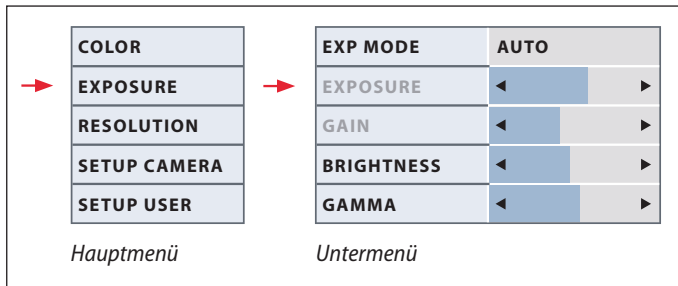 COLOR
EXPOSURE
RESOLUTION
SETUP CAMERA
SETUP USER
Hauptmenü
EXP MODE AUTO
EXPOSURE
GAIN
BRIGHTNESS
GAMMA
Untermenü